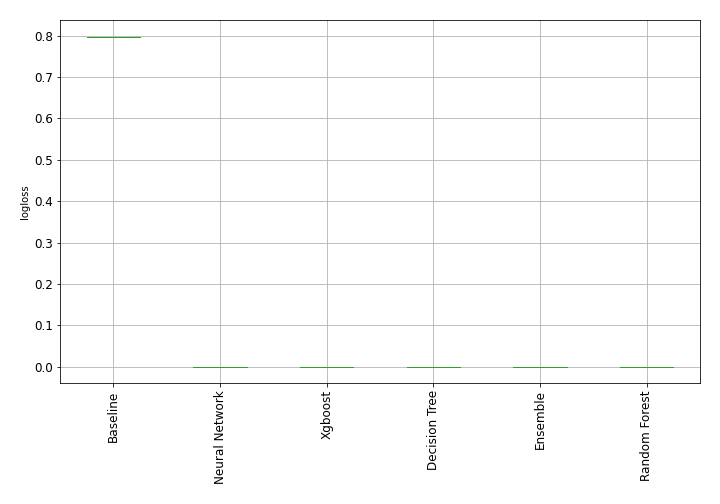 0.8
0.7
0.6
0.5
0.4
0.3
0.2
0.1
0.0
logloss
Baseline
Neural Network
Xgboost
Decision Tree
Ensemble
Random Forest